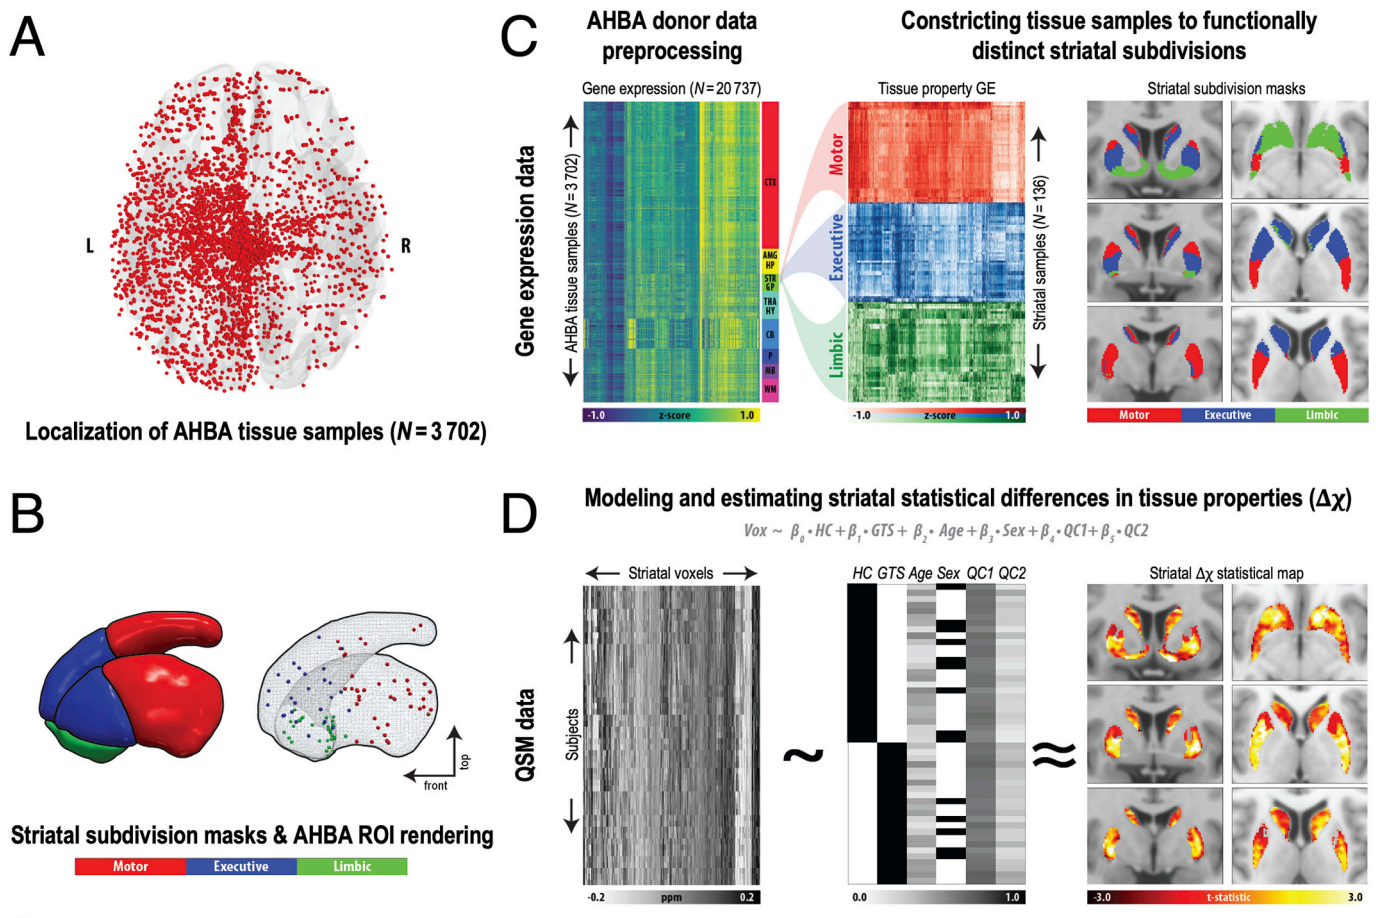 A
L
R
Localization of AHBA tissue samples (N = 3 702)
B
top
front
Striatal subdivision masks & AHBA ROI rendering
Motor Executive Limbic
C
AHBA donor data
preprocessing
Constricting tissue samples to functionally
distinct striatal subdivisions
Gene expression data
Gene expression (N = 20 737)
AHBA tissue samples (N = 3 702)
CTX
AMG
HP
STR
GP
THA
HY
CB
P
MB
WM
-1.0 z-score 1.0
Tissue property GE
Motor
Executive
Limbic
Striatal samples (N = 136)
-1.0 z-score 1.0
Striatal subdivision masks
Motor Executive Limbic
D
Modeling and estimating striatal statistical differences in tissue properties (Δχ)
Vox ~ β0 • HC + β1 • GTS + β2 • Age + β3 • Sex + β4 • QC1 + β5 • QC2
QSM data
Striatal voxels
Subjects
-0.2 ppm 0.2
~
HC GTS Age Sex QC1 QC2
0.0 1.0
≈
Striatal Δχ statistical map
-3.0 t-statistic 3.0